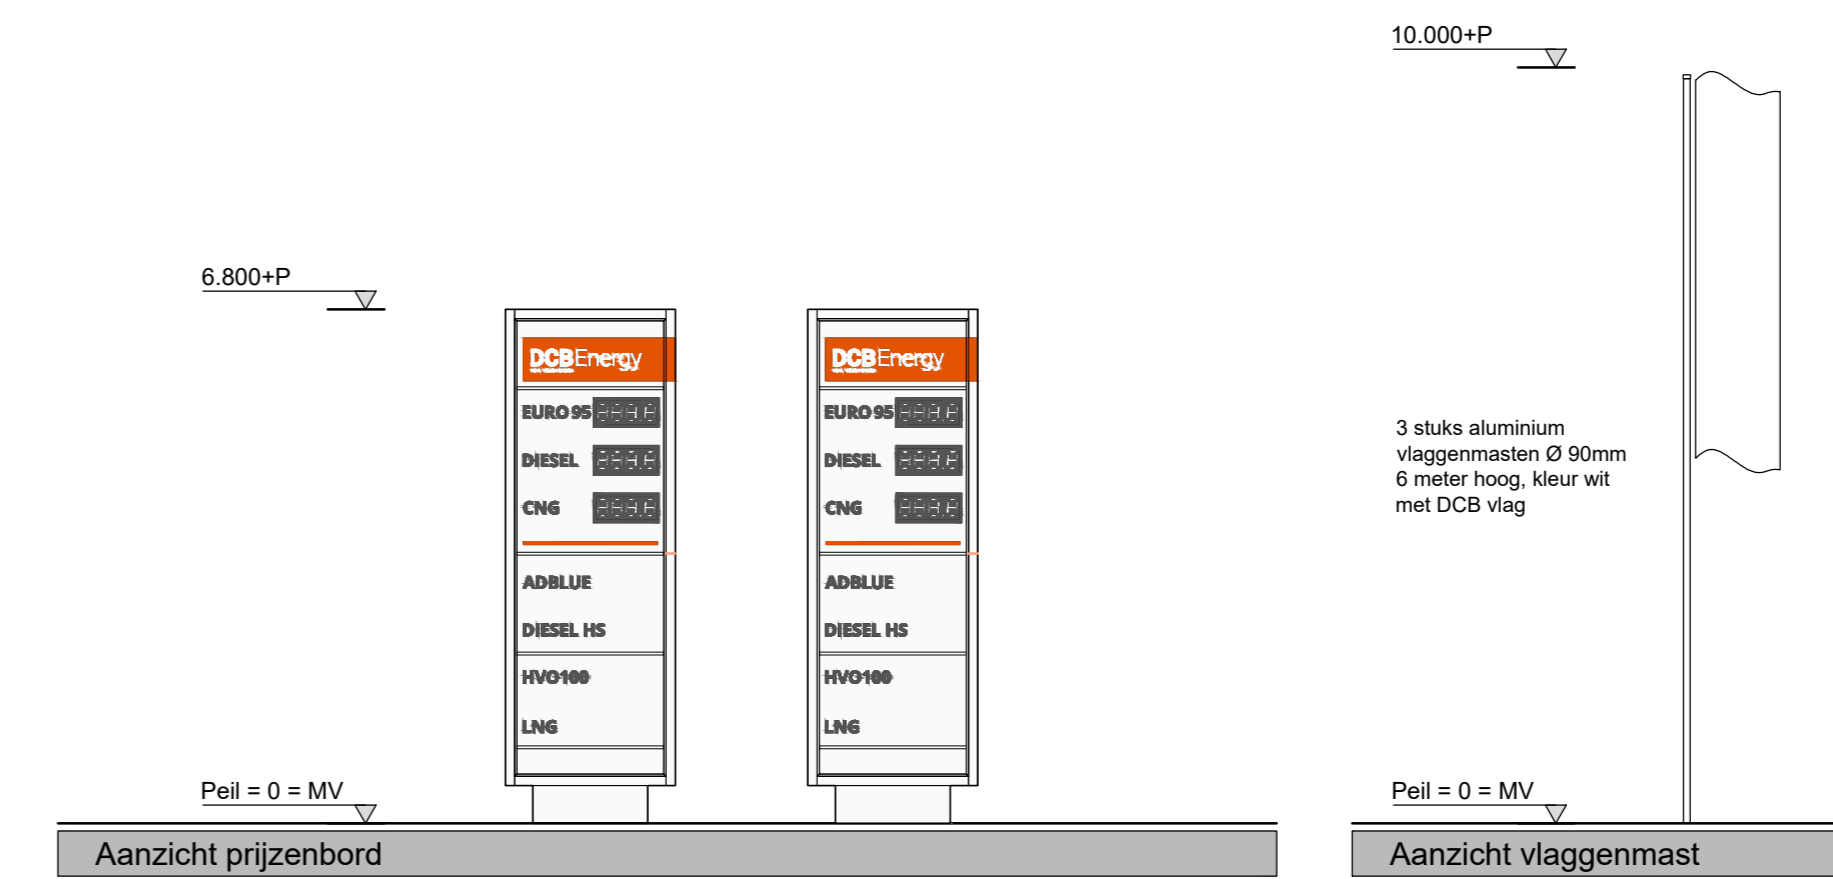 10.000+P
6.800+P
DCBEnergy
EURO 95
DIESEL
CNG
ADBLUE
DIESEL HS
HVO100
LNG
DCBEnergy
EURO 95
DIESEL
CNG
ADBLUE
DIESEL HS
HVO100
LNG
3 stuks aluminium
vlaggenmasten Ø 90mm
6 meter hoog, kleur wit
met DCB vlag
Peil = 0 = MV
Peil = 0 = MV
Aanzicht prijzenbord
Aanzicht vlaggenmast